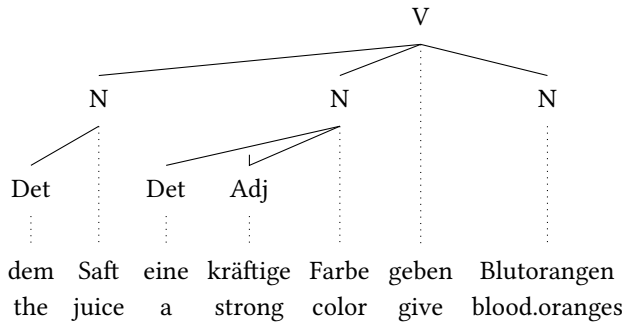 V
N N N
Det Det Adj
dem Saft eine kräftige Farbe geben Blutorangen
the juice a strong color give blood.oranges